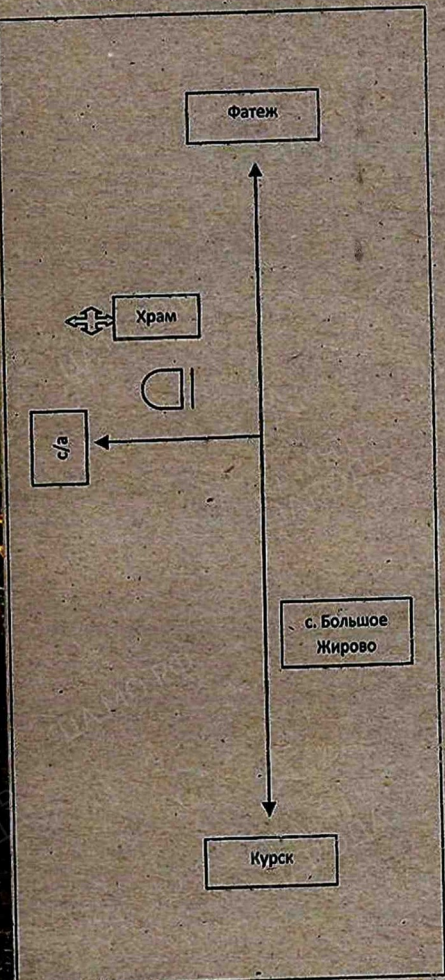 Фатеж
Храм
с/а
с. Большое
Жирово
Курск